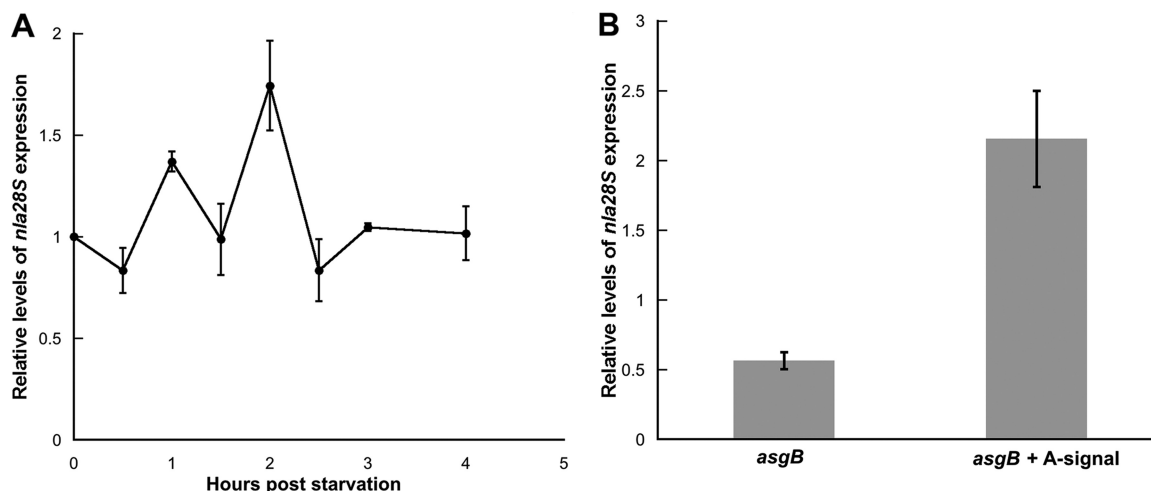 A
Relative levels of nla28S expression
2
1.5
1
0.5
0
0 1 2 3 4 5
Hours post starvation
B
Relative levels of nla28S expression
3
2.5
2
1.5
1
0.5
0
asgB
asgB + A-signal